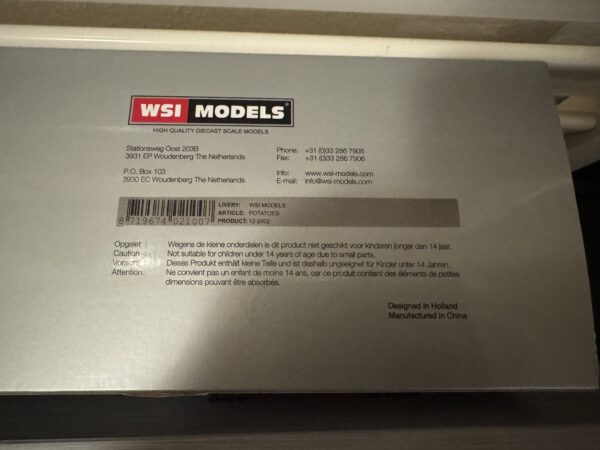 WSI MODELS
HIGH QUALITY DIECAST SCALE MODELS
Stationsweg Oost 203B
3931 EP Woudenberg The Netherlands
P.O. Box 103
3930 EC Woudenberg The Netherlands
Phone: +31 (0)33 286 7905
Fax: +31 (0)33 286 7906
Info: www.wsi-models.com
E-mail: info@wsi-models.com
8 719674 021007
LIVERY: WSI MODELS
ARTICLE: POTATOES
PRODUCT: 12-2002
Opgelet : Wegens de kleine onderdelen is dit product niet geschikt voor kinderen jonger dan 14 jaar.
Caution : Not suitable for children under 14 years of age due to small parts.
Vorsicht : Dieses Produkt enthält kleine Teile und ist deshalb ungeeignet für Kinder unter 14 Jahren.
Attention: Ne convient pas un enfant de moins 14 ans, car ce produit contient des éléments de petites
dimensions pouvant être absorbés.
Designed in Holland
Manufactured in China